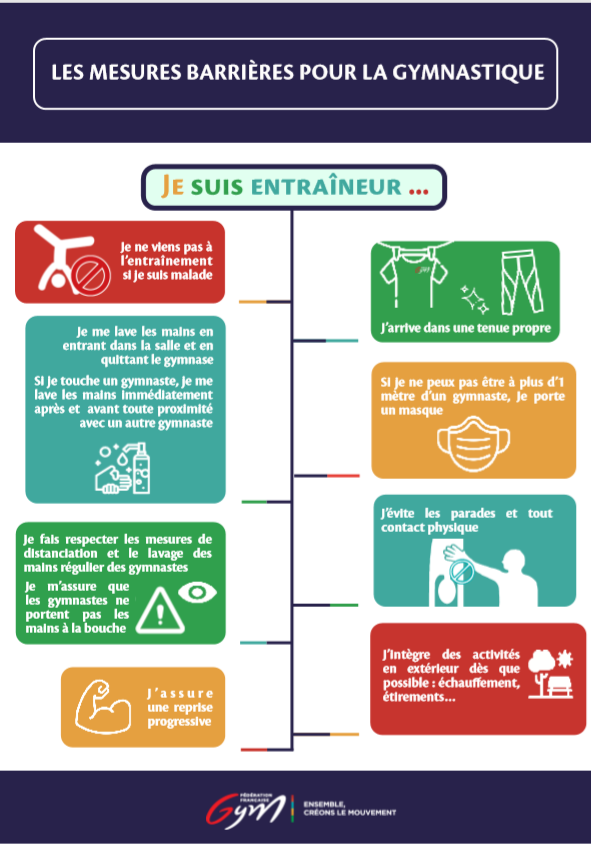 LES MESURES BARRIÈRES POUR LA GYMNASTIQUE
JE SUIS ENTRAÎNEUR ...
Je ne viens pas à
l'entraînement
si je suis malade
GYM
J'arrive dans une tenue propre
Je me lave les mains en
entrant dans la salle et en
quittant le gymnase
Si je touche un gymnaste, je me
lave les mains immédiatement
après et avant toute proximité
avec un autre gymnaste
Si je ne peux pas être à plus d'1
mètre d'un gymnaste, je porte
un masque
J'évite les parades et tout
contact physique
Je fais respecter les mesures de
distanciation et le lavage des
mains régulier des gymnastes
Je m'assure que
les gymnastes ne
portent pas les
mains à la bouche
J'intègre des activités
en extérieur dès que
possible : échauffement,
étirements...
J'assure
une reprise
progressive
FÉDÉRATION
FRANÇAISE
Gym
ENSEMBLE,
CRÉONS LE MOUVEMENT